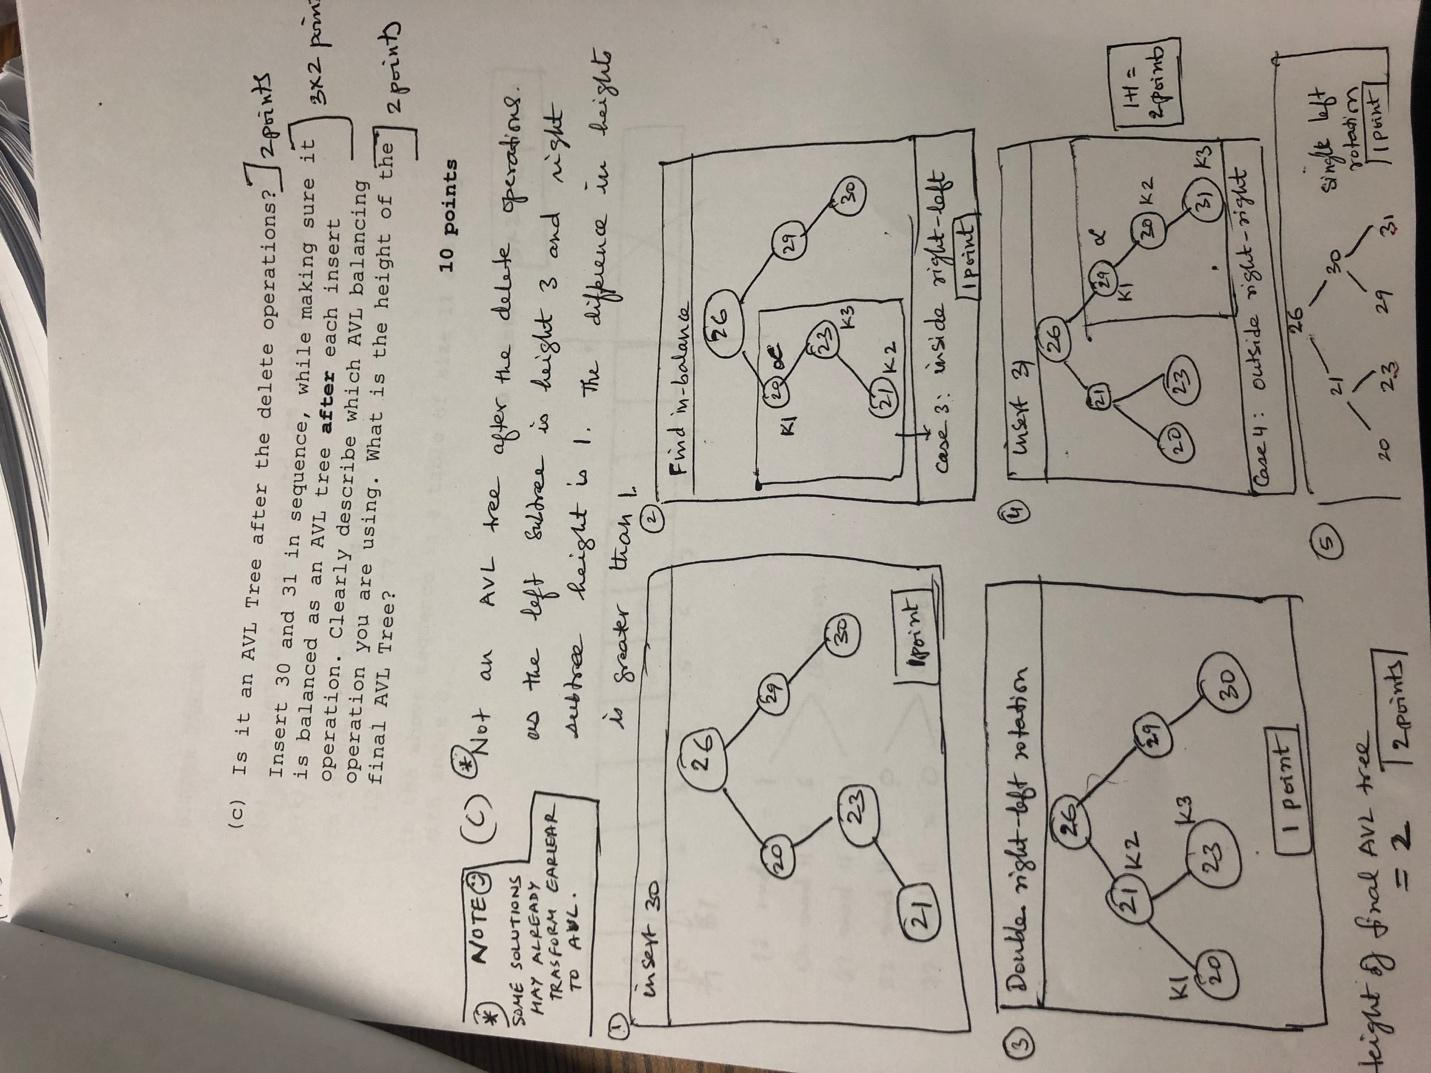 (c) Is it an AVL Tree after the delete operations? ] 2 points
Insert 30 and 31 in sequence, while making sure it
is balanced as an AVL tree after each insert ] 3x2 poin
operation. Clearly describe which AVL balancing
operation you are using. What is the height of the
final AVL Tree? ] 2 points
10 points
* NOTE
SOME SOLUTIONS
MAY ALREADY
TRASFORM EARLEAR
TO AVL.
(C) * Not an AVL tree after the delete operations.
as the left subtree is height 3 and right
subtree height is 1. The difference in heights
is greater than 1.
1
insert 30
26
20
29
23
30
21
1 point
2
Find in-balance
26
K1
20
α
29
23
K3
30
21
K2
case 3: inside right-left
1 point
3
Double right-left rotation
26
21
K2
29
K1
20
23
K3
30
1 point
4
insert 31
26
21
29
α
K1
20
23
30
K2
31
K3
Case 4: outside right-right
1+1 =
2 points
5
26
21
30
20
23
29
31
single left
rotation
1 point
height of final AVL tree
= 2
2 points